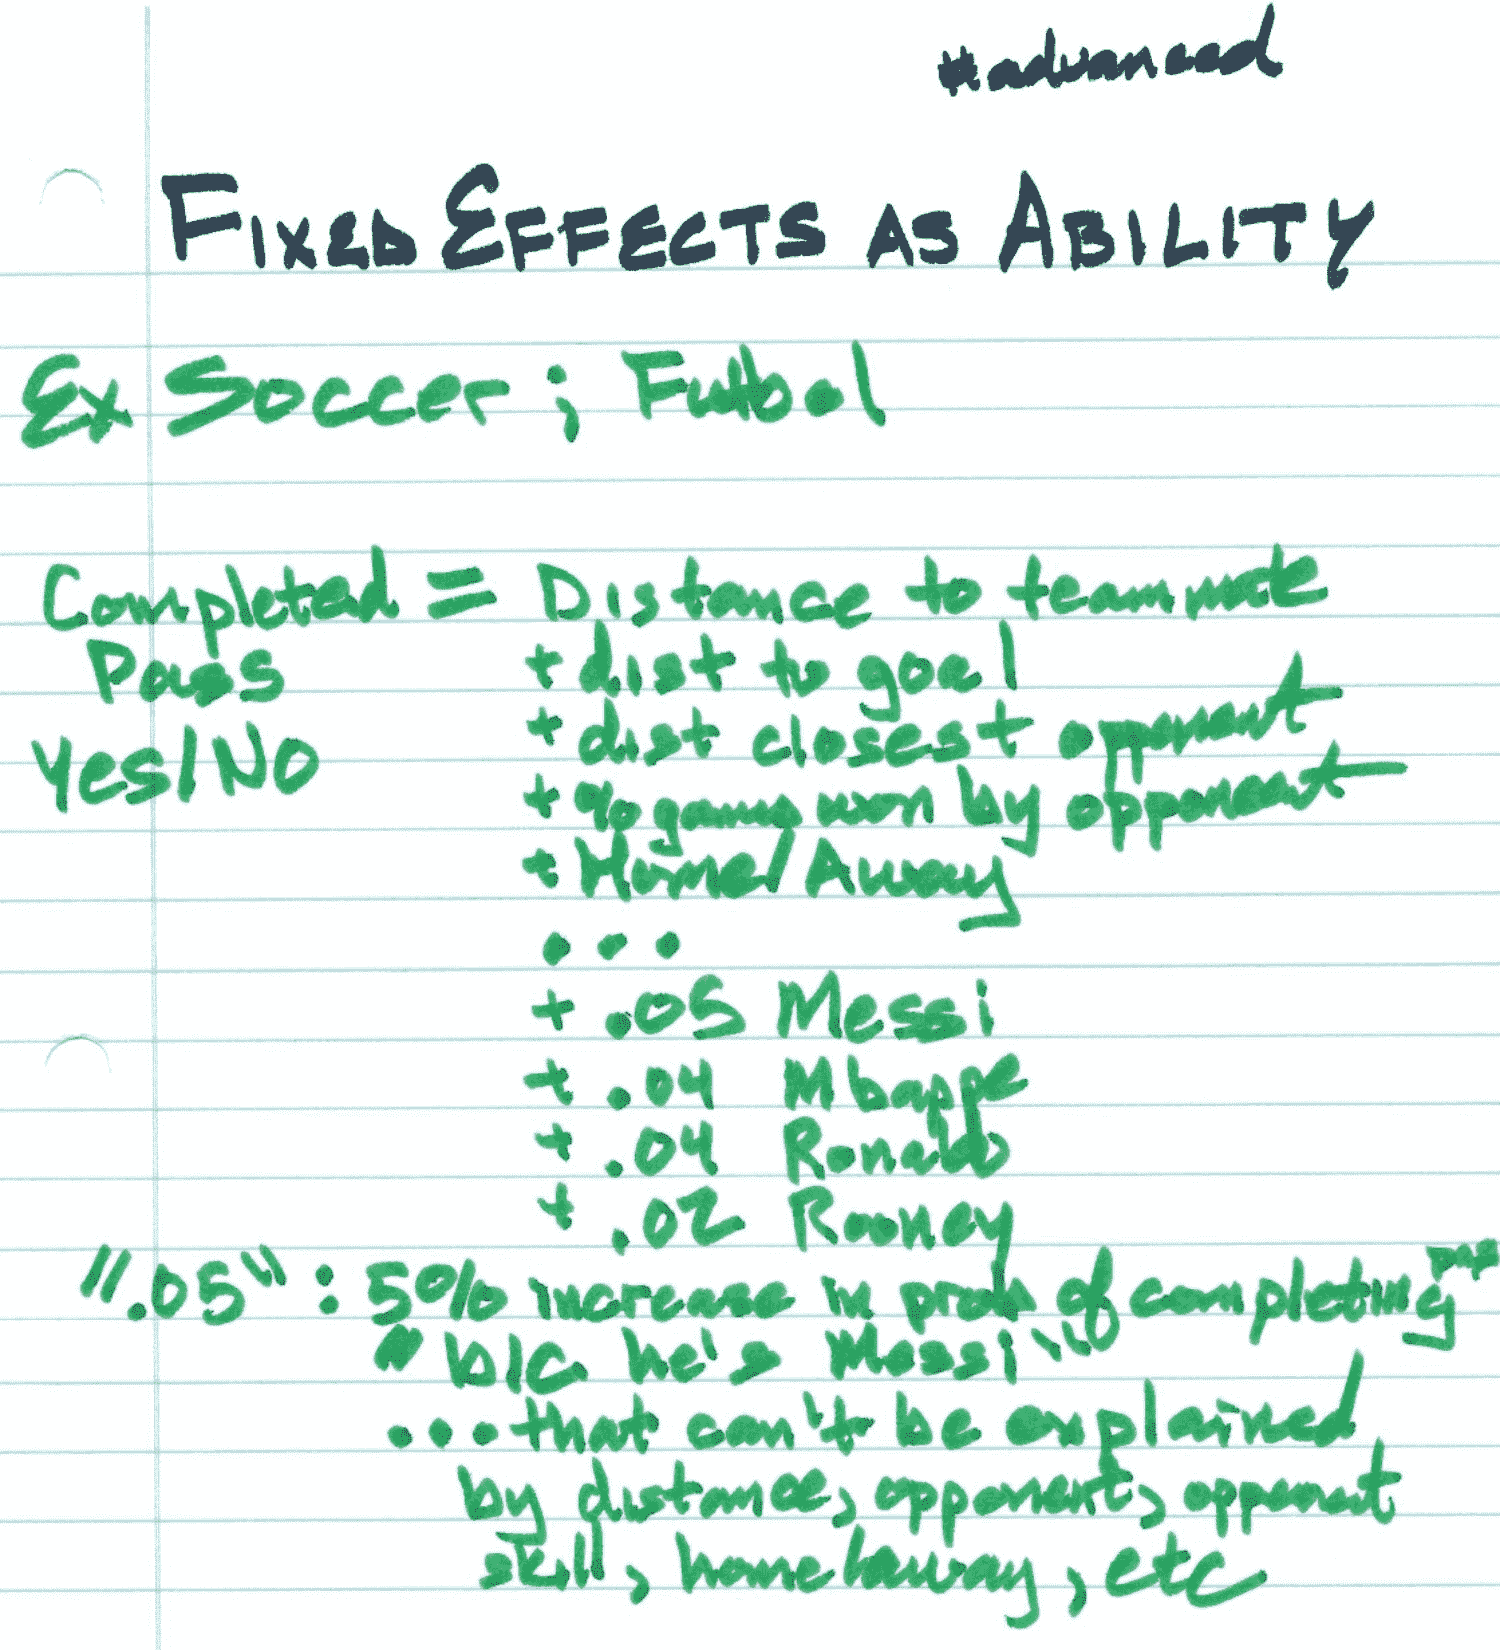 #advanced
FIXED EFFECTS AS ABILITY
Ex Soccer ; Futbol
Completed = Distance to teammate
Pass + dist to goal
+ dist closest opponent
Yes/No
+ % games won by opponent
+ Home/Away
...
+ .05 Messi
+ .04 Mbappe
+ .04 Ronaldo
+ .02 Rooney
".05" : 5% increase in prob of completing pass
"b/c he's Messi"
...that can't be explained
by distance, opponent, opponent
skill, home/away, etc